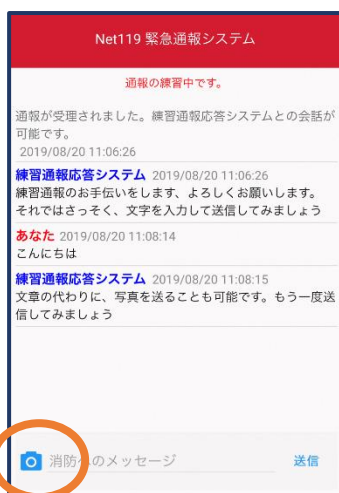 Net119 緊急通報システム
通報の練習中です。
通報が受理されました。練習通報応答システムとの会話が
可能です。
2019/08/20 11:06:26
練習通報応答システム 2019/08/20 11:06:26
練習通報のお手伝いをします、よろしくお願いします。
それではさっそく、文字を入力して送信してみましょう
あなた 2019/08/20 11:08:14
こんにちは
練習通報応答システム 2019/08/20 11:08:15
文章の代わりに、写真を送ることも可能です。もう一度送
信してみましょう
消防へのメッセージ 送信